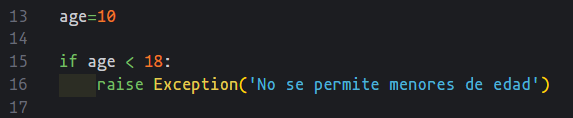 13 age=10
14
15 if age < 18:
16     raise Exception('No se permite menores de edad')
17